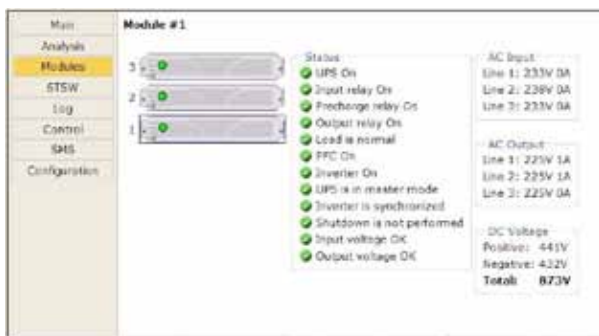 Main
Analysis
Modules
STSW
Log
Control
SMS
Configuration
Module #1
3
2
1
Status
UPS On
Input relay On
Precharge relay On
Output relay On
Load is normal
PFC On
Inverter On
UPS is in master mode
Inverter is synchronized
Shutdown is not performed
Input voltage OK
Output voltage OK
AC Input
Line 1: 233V 0A
Line 2: 238V 0A
Line 3: 233V 0A
AC Output
Line 1: 225V 1A
Line 2: 225V 1A
Line 3: 225V 0A
DC Voltage
Positive: 441V
Negative: 432V
Total: 873V